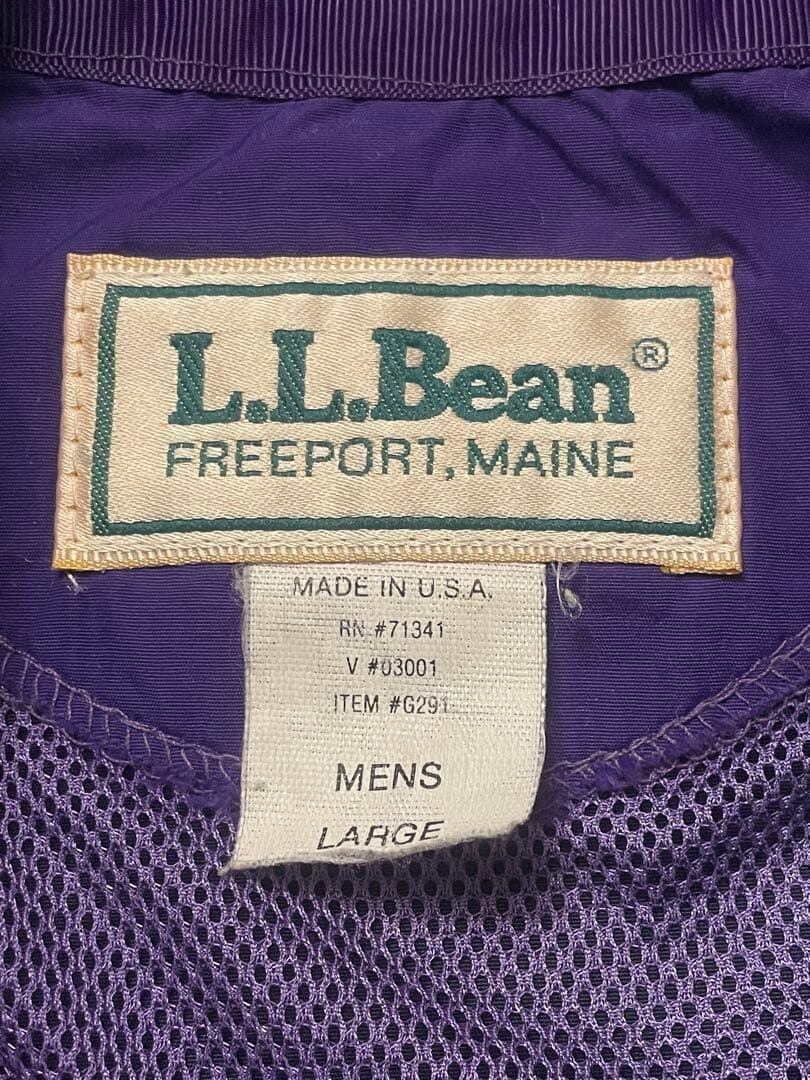 L.L.Bean®
FREEPORT, MAINE
MADE IN U.S.A.
RN #71341
V #03001
ITEM #G291
MENS
LARGE